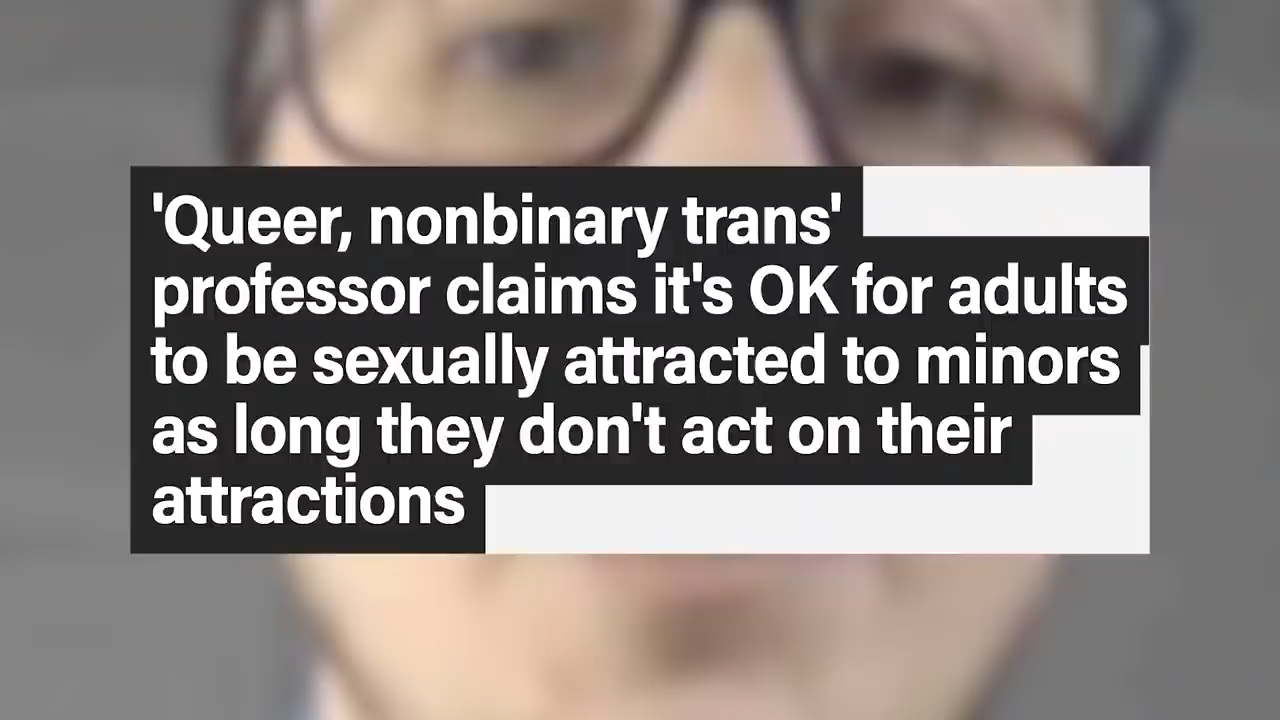 'Queer, nonbinary trans'
professor claims it's OK for adults
to be sexually attracted to minors
as long they don't act on their
attractions